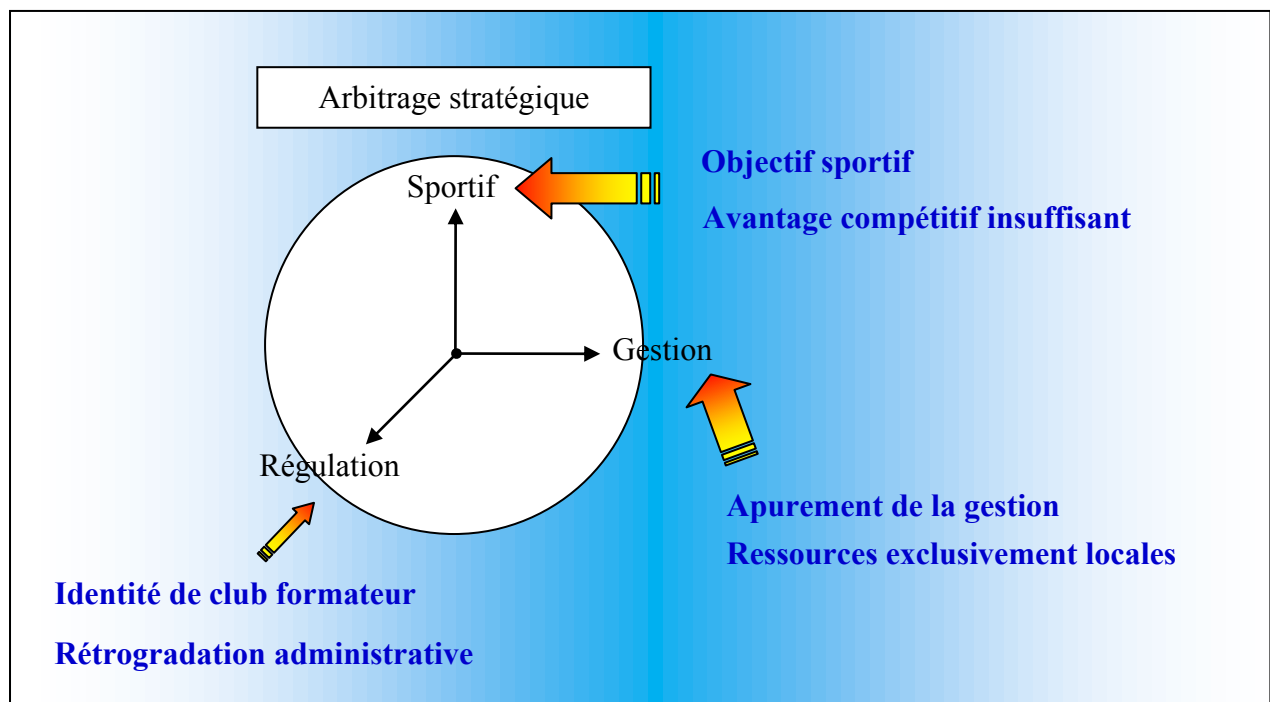 Arbitrage stratégique
Objectif sportif
Sportif
Avantage compétitif insuffisant
Gestion
Régulation
Apurement de la gestion
Ressources exclusivement locales
Identité de club formateur
Rétrogradation administrative